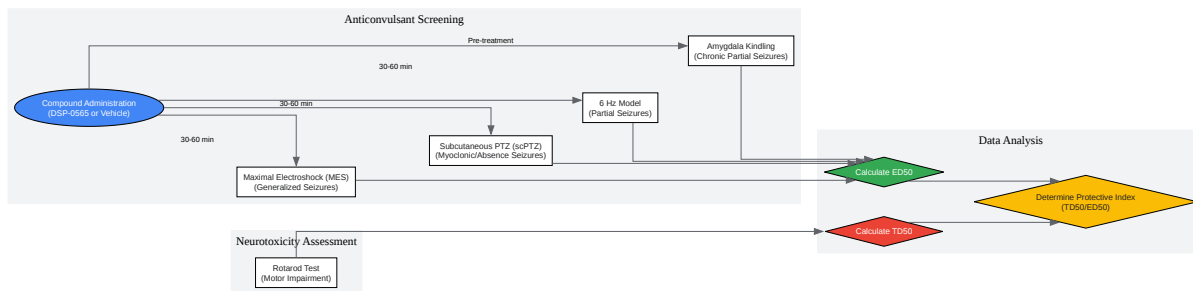 Anticonvulsant Screening
Pre-treatment
Amygdala Kindling
(Chronic Partial Seizures)
30-60 min
Compound Administration
(DSP-0565 or Vehicle)
30-60 min
6 Hz Model
(Partial Seizures)
30-60 min
Subcutaneous PTZ (scPTZ)
(Myoclonic/Absence Seizures)
Maximal Electroshock (MES)
(Generalized Seizures)
Data Analysis
Calculate ED50
Determine Protective Index
(TD50/ED50)
Calculate TD50
Neurotoxicity Assessment
Rotarod Test
(Motor Impairment)